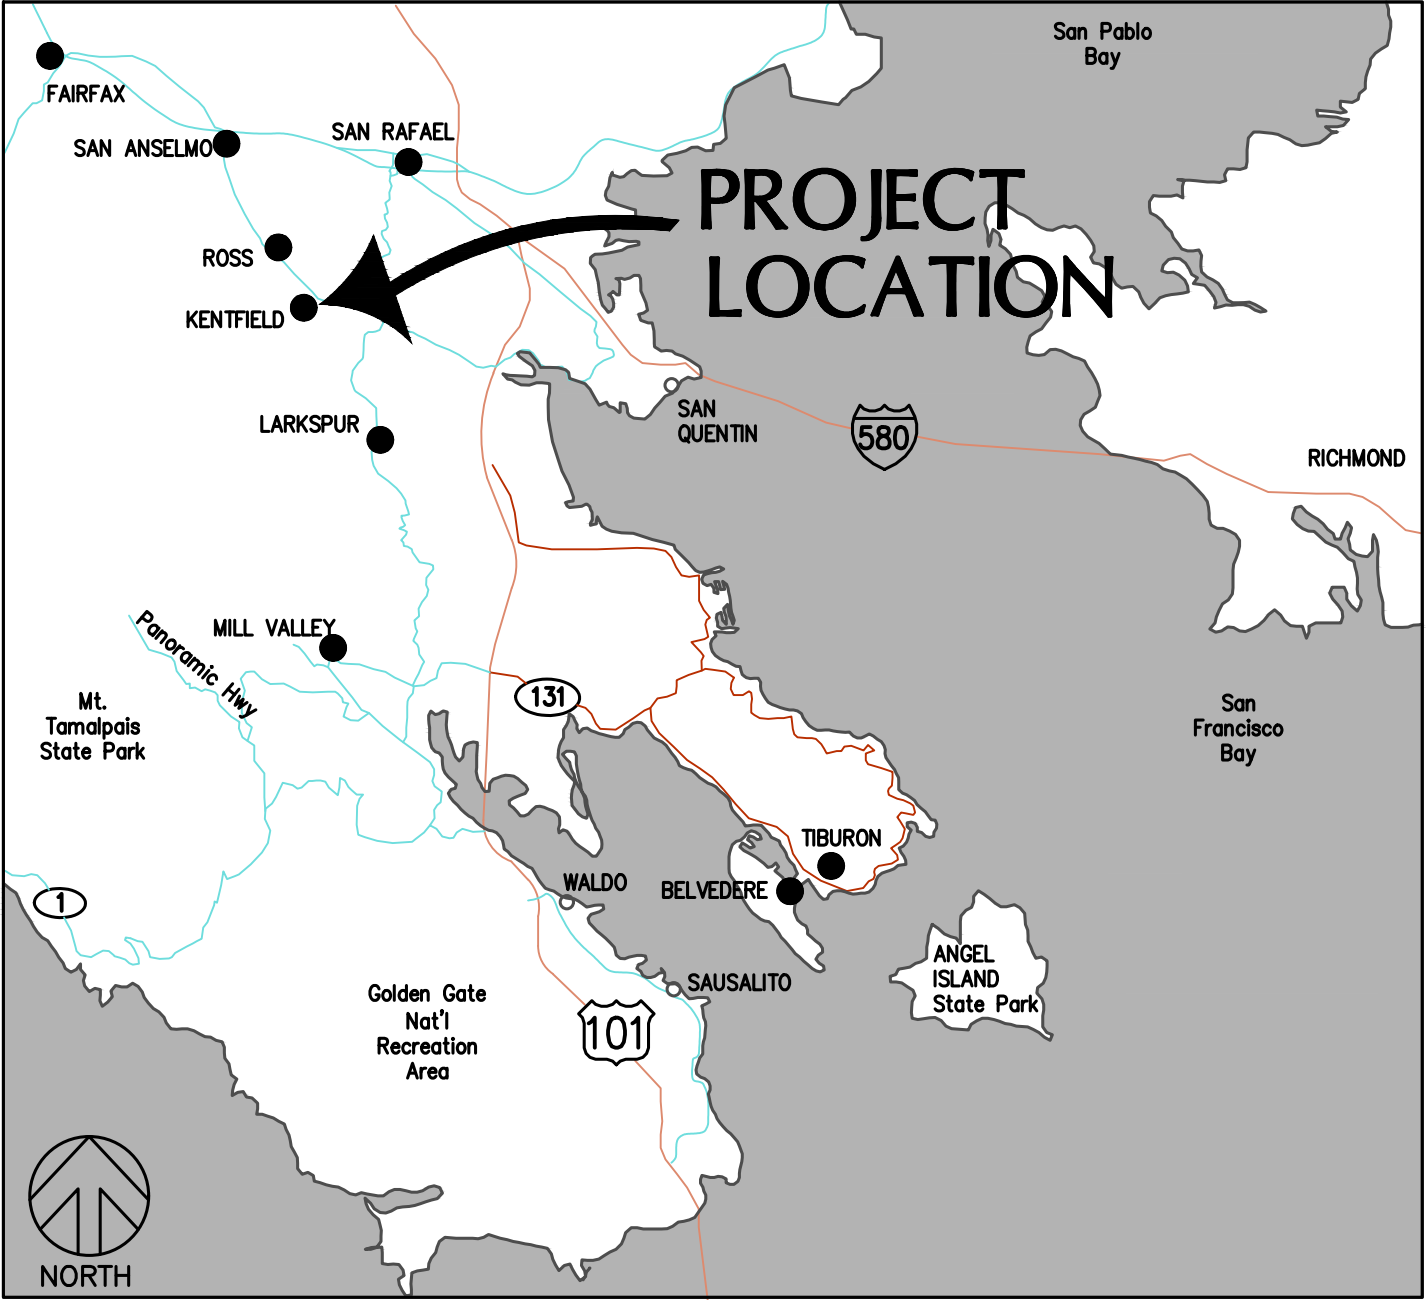 San Pablo
Bay
FAIRFAX
SAN RAFAEL
SAN ANSELMO
PROJECT
LOCATION
ROSS
KENTFIELD
SAN
QUENTIN
LARKSPUR
580
RICHMOND
Panoramic Hwy
MILL VALLEY
131
Mt.
Tamalpais
State Park
San
Francisco
Bay
TIBURON
WALDO
BELVEDERE
1
ANGEL
ISLAND
State Park
SAUSALITO
Golden Gate
Nat'l
Recreation
Area
101
NORTH